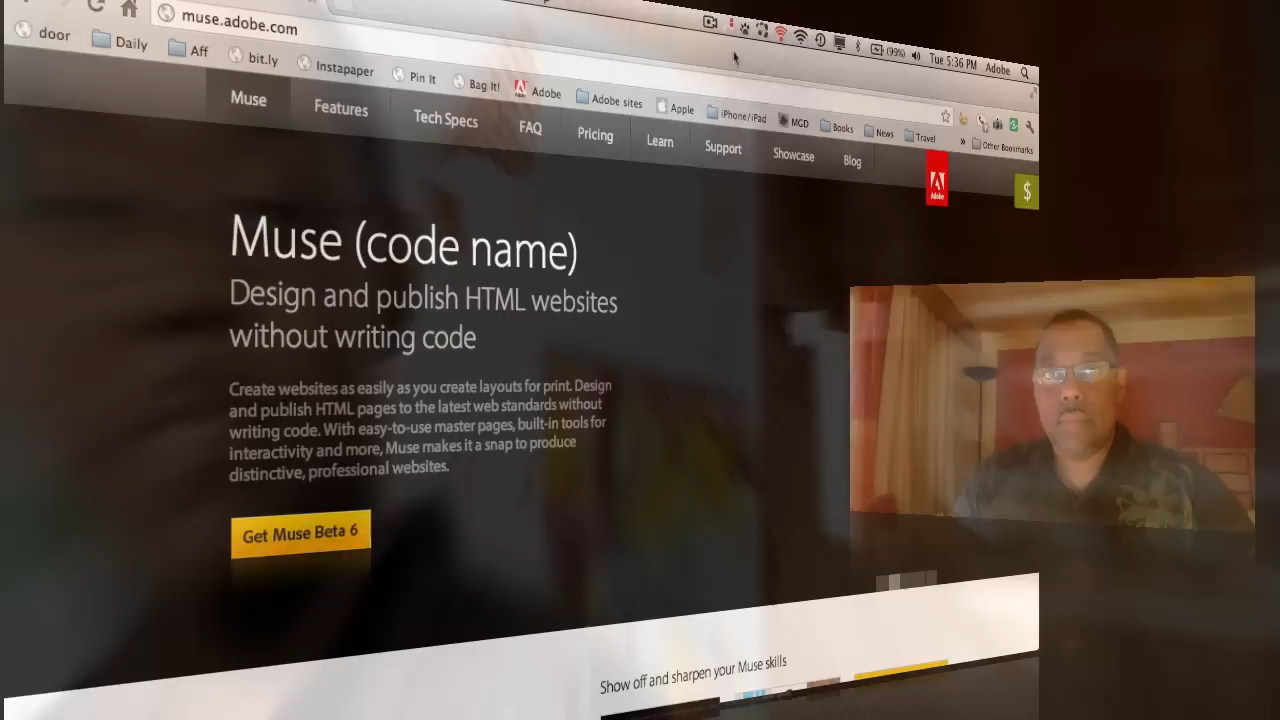 muse.adobe.com
(99%) Tue 5:36 PM Adobe
door Daily Aff bit.ly Instapaper Pin It Bag It! Adobe Adobe sites Apple iPhone/iPad MGD Books News Travel » Other Bookmarks
Muse Features Tech Specs FAQ Pricing Learn Support Showcase Blog
Adobe
$
Muse (code name)
Design and publish HTML websites
without writing code
Create websites as easily as you create layouts for print. Design
and publish HTML pages to the latest web standards without
writing code. With easy-to-use master pages, built-in tools for
interactivity and more, Muse makes it a snap to produce
distinctive, professional websites.
Get Muse Beta 6
Show off and sharpen your Muse skills